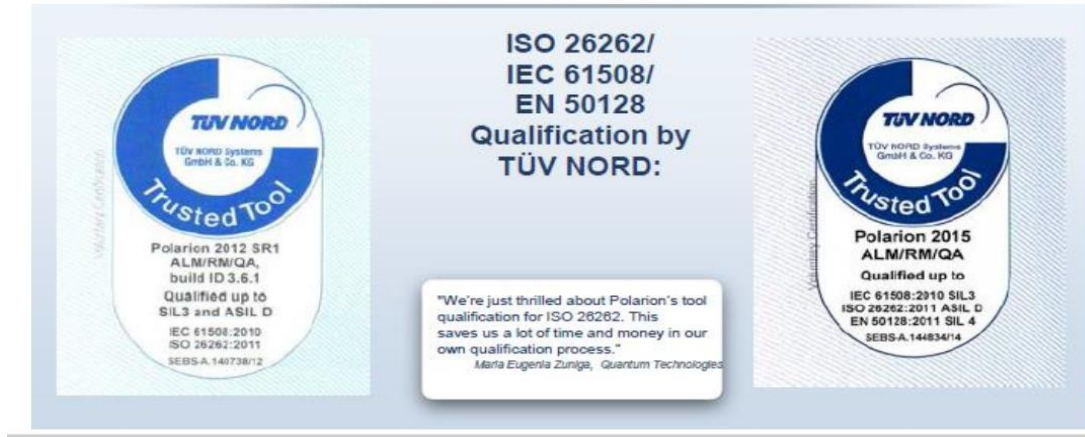 TÜV NORD
TÜV NORD Systems
GmbH & Co. KG
Trusted Tool
Voluntary Certification
Polarion 2012 SR1
ALM/RM/QA,
build ID 3.6.1
Qualified up to
SIL3 and ASIL D
IEC 61508:2010
ISO 26262:2011
SEBS-A.140738/12
ISO 26262/
IEC 61508/
EN 50128
Qualification by
TÜV NORD:
"We're just thrilled about Polarion's tool
qualification for ISO 26262. This
saves us a lot of time and money in our
own qualification process."
Maria Eugenia Zuniga, Quantum Technologies
TÜV NORD
TÜV NORD Systems
GmbH & Co. KG
Trusted Tool
Voluntary Certification
Polarion 2015
ALM/RM/QA
Qualified up to
IEC 61508:2010 SIL3
ISO 26262:2011 ASIL D
EN 50128:2011 SIL 4
SEBS-A.144834/14